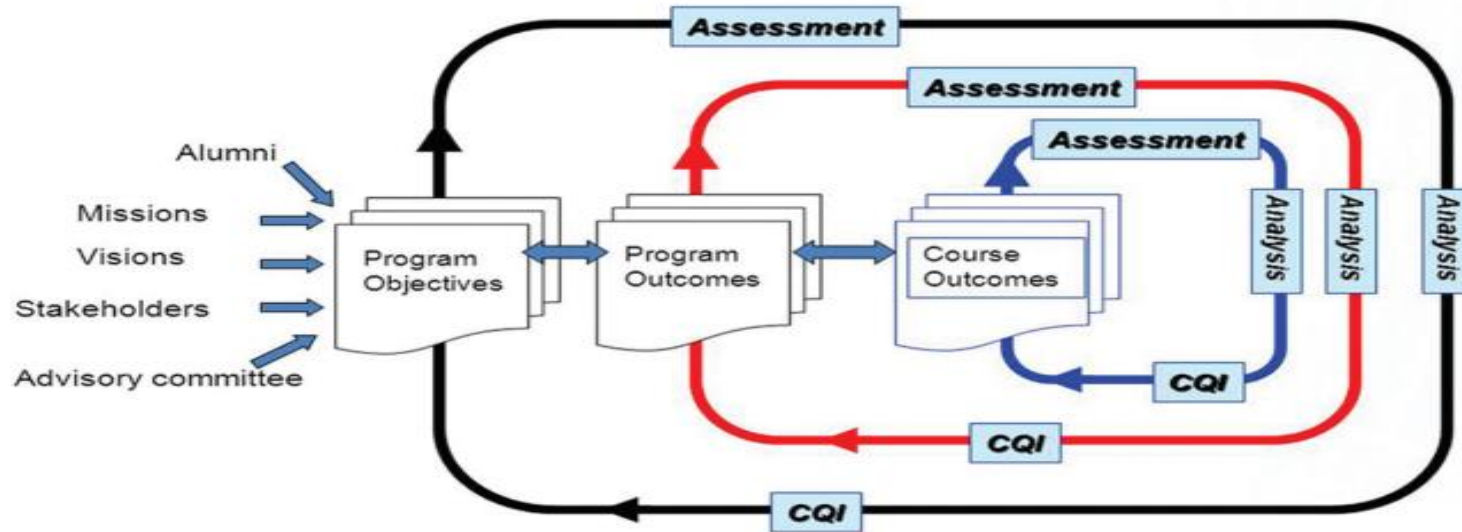 Assessment
Assessment
Assessment
Alumni
Missions
Visions
Stakeholders
Advisory committee
Program
Objectives
Program
Outcomes
Course
Outcomes
Analysis
Analysis
Analysis
CQI
CQI
CQI